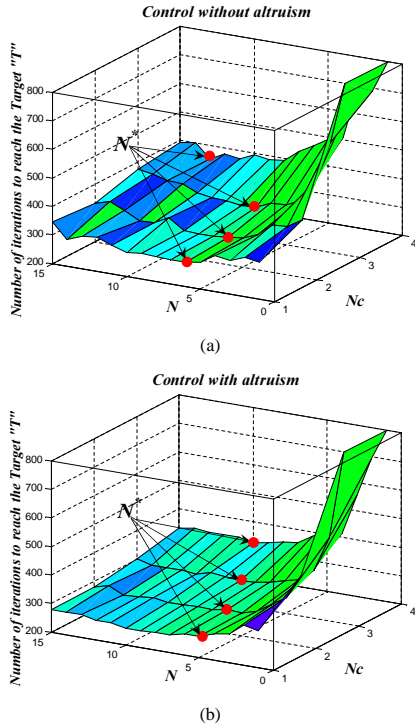 Control without altruism
Number of iterctions to reach the Target "T"
800
700
600
500
400
300
200
N*
15
10
5
0
N
1
2
3
4
Nc
(a)
Control with altruism
Number of iterctions to reach the Target "T"
800
700
600
500
400
300
200
N*
15
10
5
0
N
1
2
3
4
Nc
(b)